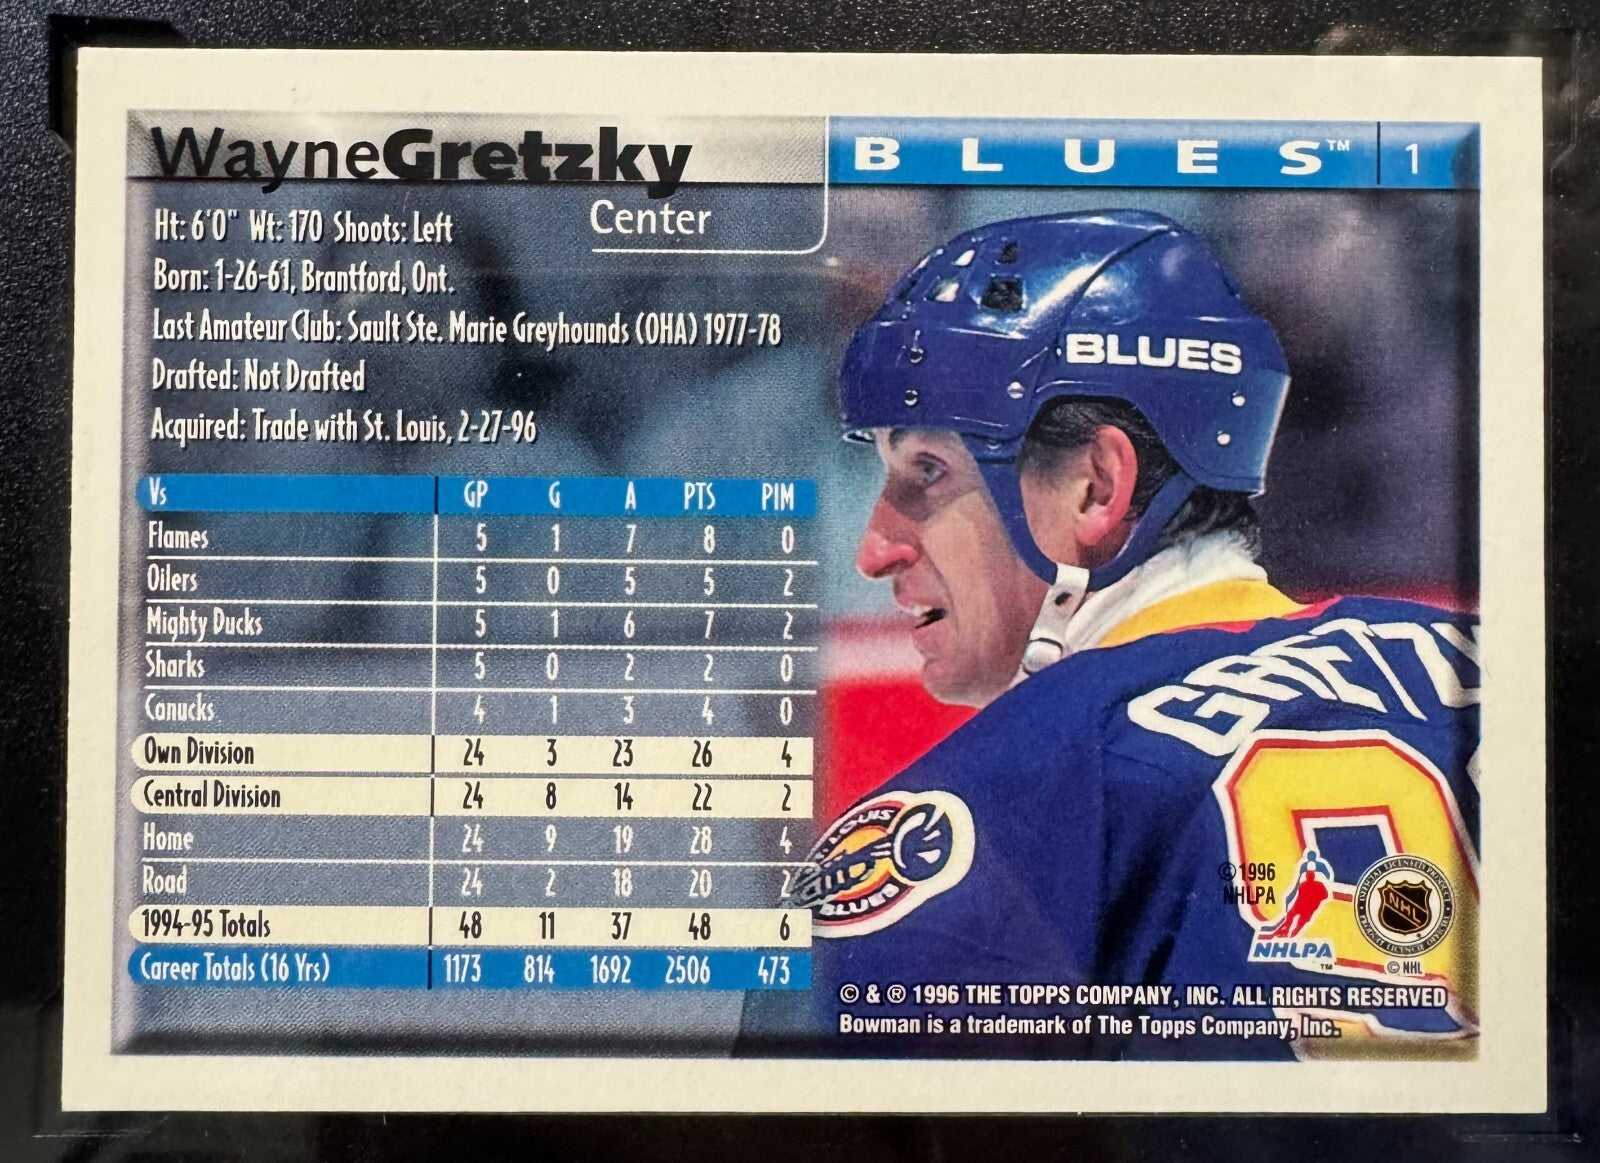 WayneGretzky
Center
BLUES™ 1
Ht: 6'0" Wt: 170 Shoots: Left
Born: 1-26-61, Brantford, Ont.
Last Amateur Club: Sault Ste. Marie Greyhounds (OHA) 1977-78
Drafted: Not Drafted
Acquired: Trade with St. Louis, 2-27-96
Vs GP G A PTS PIM
Flames 5 1 7 8 0
Oilers 5 0 5 5 2
Mighty Ducks 5 1 6 7 2
Sharks 5 0 2 2 0
Canucks 4 1 3 4 0
Own Division 24 3 23 26 4
Central Division 24 8 14 22 2
Home 24 9 19 28 4
Road 24 2 18 20 2
1994-95 Totals 48 11 37 48 6
Career Totals (16 Yrs) 1173 814 1692 2506 473
BLUES
GRETZ
LOUIS
BLUES
©1996
NHLPA
NHLPA
™
NHL
© NHL
© & ® 1996 THE TOPPS COMPANY, INC. ALL RIGHTS RESERVED
Bowman is a trademark of The Topps Company, Inc.